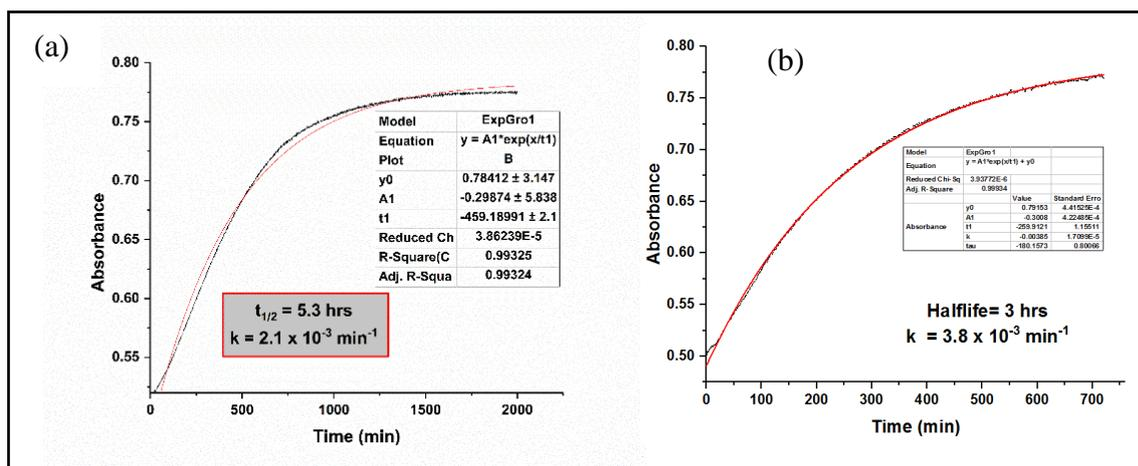 (a)
0.80
0.75
0.70
0.65
0.60
0.55
Absorbance
0 500 1000 1500 2000
Time (min)
Model ExpGro1
Equation y = A1*exp(x/t1)
Plot B
y0 0.78412 ± 3.147
A1 -0.29874 ± 5.838
t1 -459.18991 ± 2.1
Reduced Ch 3.86239E-5
R-Square(C 0.99325
Adj. R-Squa 0.99324
t1/2 = 5.3 hrs
k = 2.1 x 10-3 min-1
(b)
0.80
0.75
0.70
0.65
0.60
0.55
0.50
Absorbance
0 100 200 300 400 500 600 700
Time (min)
Model ExpGro1
Equation y = A1*exp(x/t1) + y0
Reduced Chi-Sq 3.93772E-6
Adj. R-Square 0.99934
Value Standard Erro
Absorbance
y0 0.79153 4.41525E-4
A1 -0.3008 4.22485E-4
t1 -259.9121 1.15511
k -0.00385 1.7099E-5
tau -180.1573 0.80066
Halflife= 3 hrs
k = 3.8 x 10-3 min-1